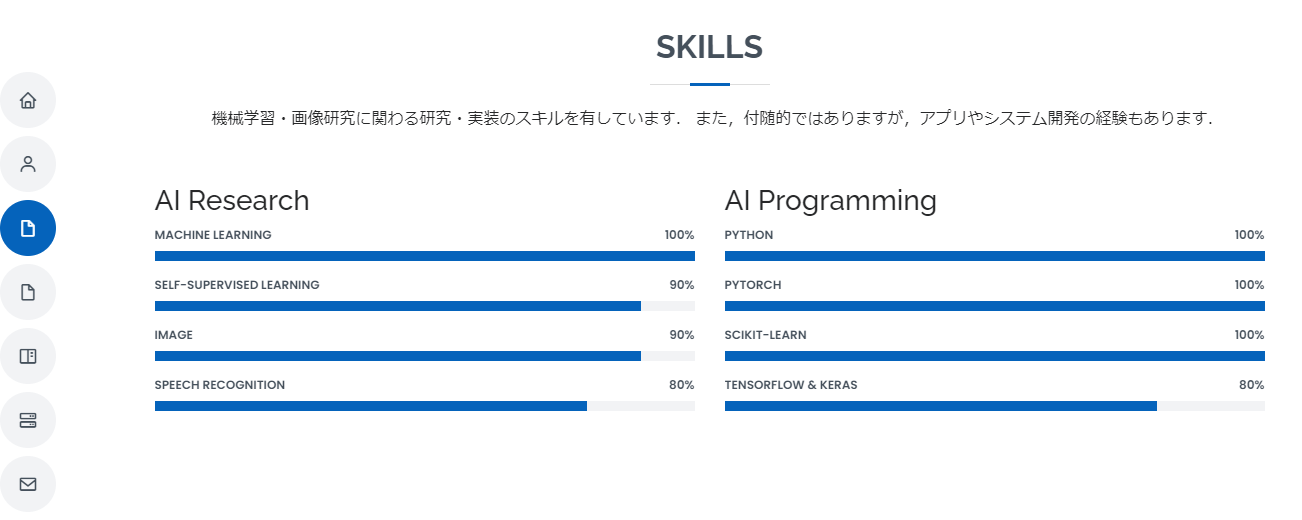 SKILLS
機械学習・画像研究に関わる研究・実装のスキルを有しています． また，付随的ではありますが，アプリやシステム開発の経験もあります．
AI Research
MACHINE LEARNING 100%
SELF-SUPERVISED LEARNING 90%
IMAGE 90%
SPEECH RECOGNITION 80%
AI Programming
PYTHON 100%
PYTORCH 100%
SCIKIT-LEARN 100%
TENSORFLOW & KERAS 80%